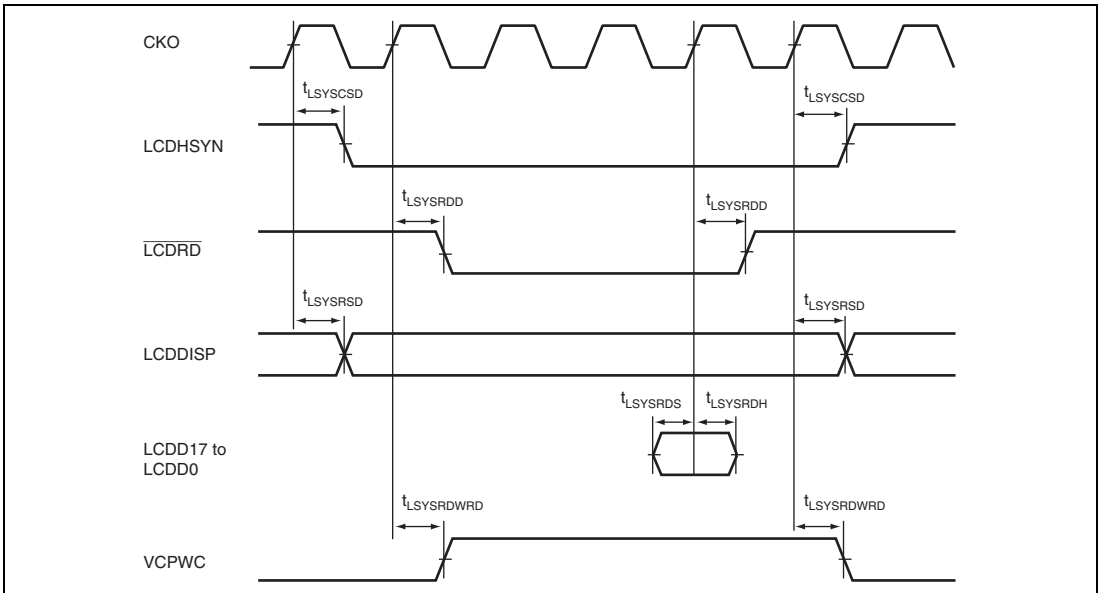 CKO
tLSYSCSD tLSYSCSD
LCDHSYN
tLSYSRDD tLSYSRDD
LCDRD
tLSYSRSD tLSYSRSD
LCDDISP
tLSYSRDS tLSYSRDH
LCDD17 to
LCDD0
tLSYSRDWRD tLSYSRDWRD
VCPWC